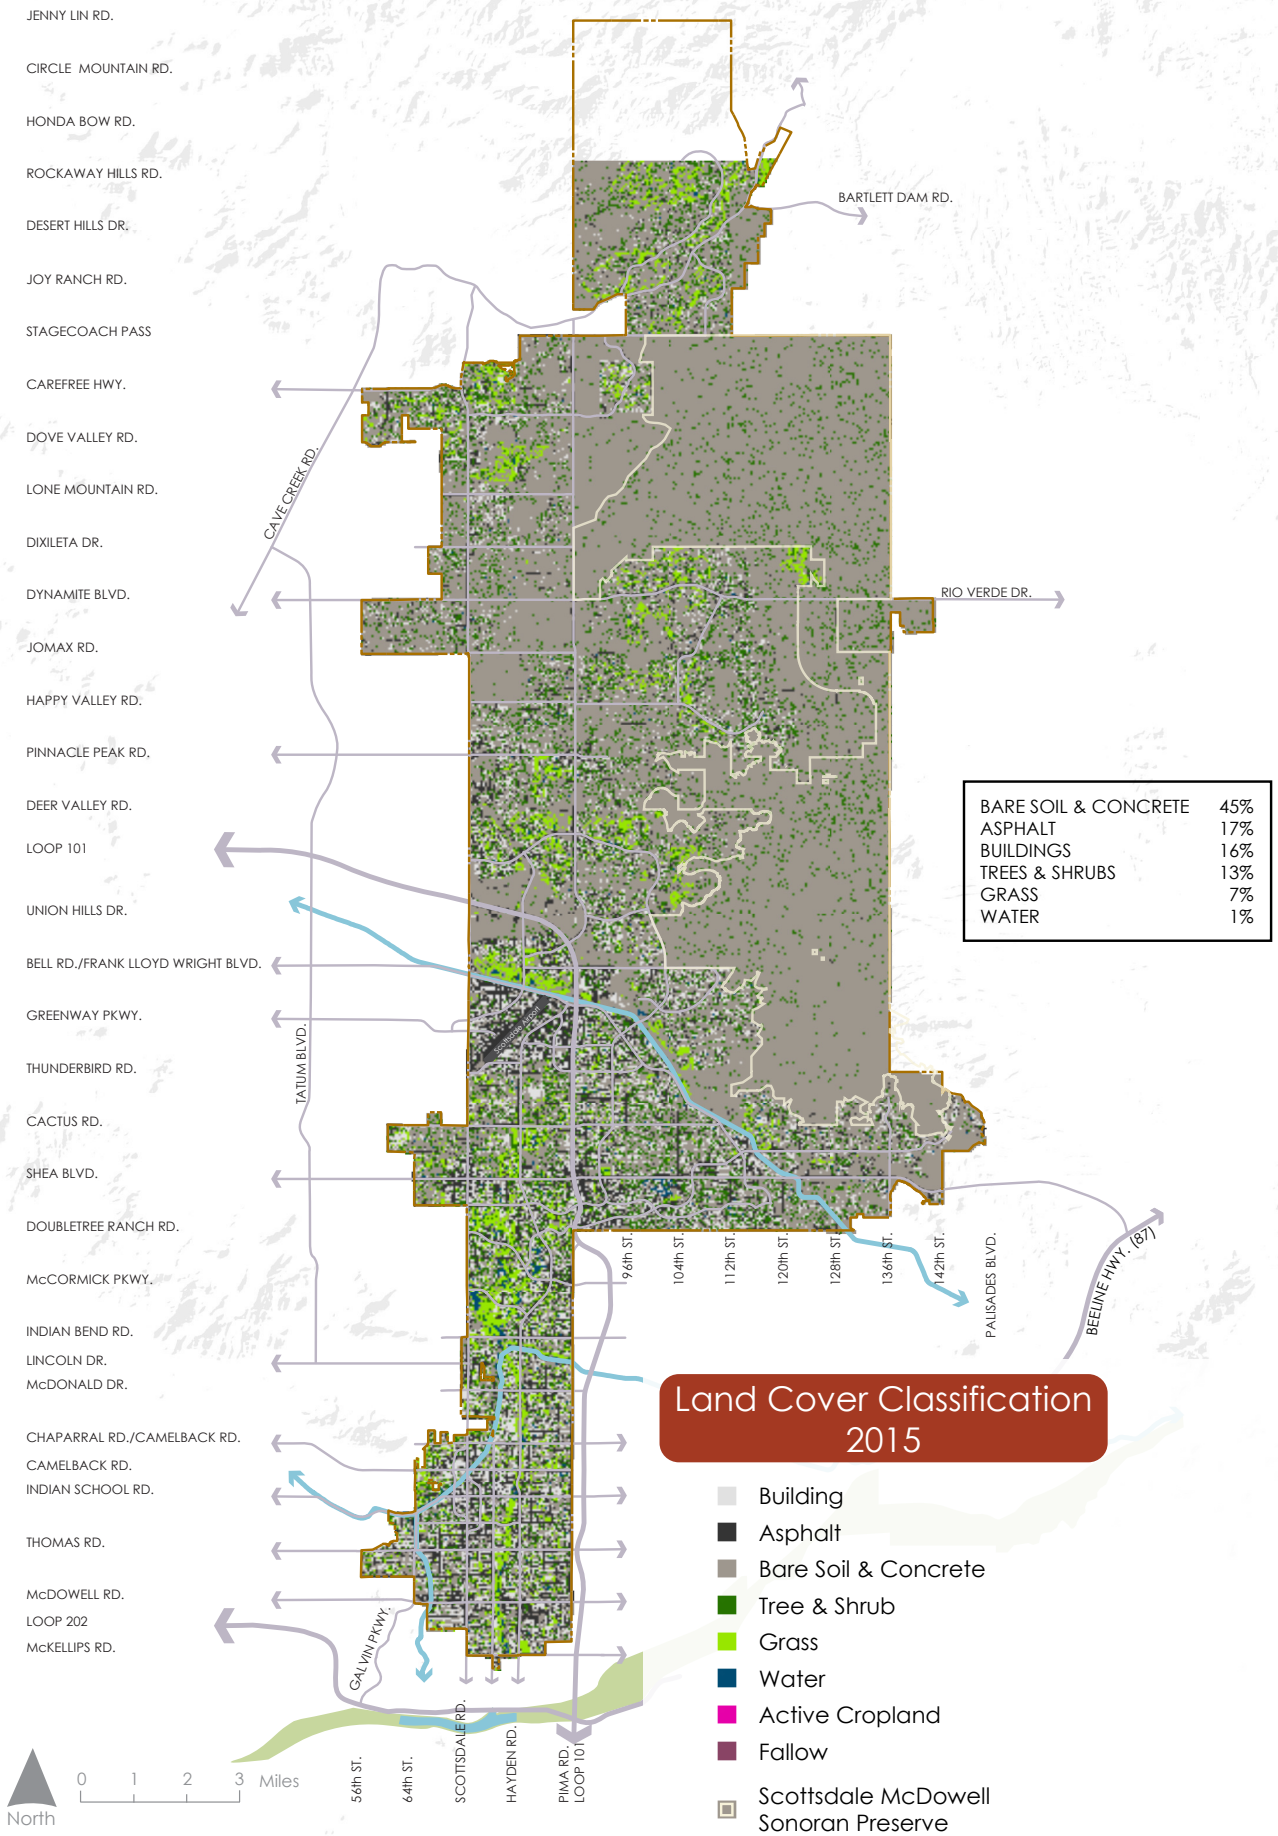 JENNY LIN RD.
CIRCLE MOUNTAIN RD.
HONDA BOW RD.
ROCKAWAY HILLS RD.
DESERT HILLS DR.
JOY RANCH RD.
STAGECOACH PASS
CAREFREE HWY.
DOVE VALLEY RD.
LONE MOUNTAIN RD.
DIXILETA DR.
DYNAMITE BLVD.
JOMAX RD.
HAPPY VALLEY RD.
PINNACLE PEAK RD.
DEER VALLEY RD.
LOOP 101
UNION HILLS DR.
BELL RD./FRANK LLOYD WRIGHT BLVD.
GREENWAY PKWY.
THUNDERBIRD RD.
CACTUS RD.
SHEA BLVD.
DOUBLETREE RANCH RD.
McCORMICK PKWY.
INDIAN BEND RD.
LINCOLN DR.
McDONALD DR.
CHAPARRAL RD./CAMELBACK RD.
CAMELBACK RD.
INDIAN SCHOOL RD.
THOMAS RD.
McDOWELL RD.
LOOP 202
McKELLIPS RD.
BARTLETT DAM RD.
CAVE CREEK RD.
RIO VERDE DR.
TATUM BLVD.
Scottsdale Airport
BARE SOIL & CONCRETE 45%
ASPHALT 17%
BUILDINGS 16%
TREES & SHRUBS 13%
GRASS 7%
WATER 1%
96th ST.
104th ST.
112th ST.
120th ST.
128th ST.
136th ST.
142th ST.
PALISADES BLVD.
BEELINE HWY. (87)
GALVIN PKWY.
56th ST.
64th ST.
SCOTTSDALE RD.
HAYDEN RD.
PIMA RD.
LOOP 101
Land Cover Classification
2015
Building
Asphalt
Bare Soil & Concrete
Tree & Shrub
Grass
Water
Active Cropland
Fallow
Scottsdale McDowell
Sonoran Preserve
0 1 2 3 Miles
North